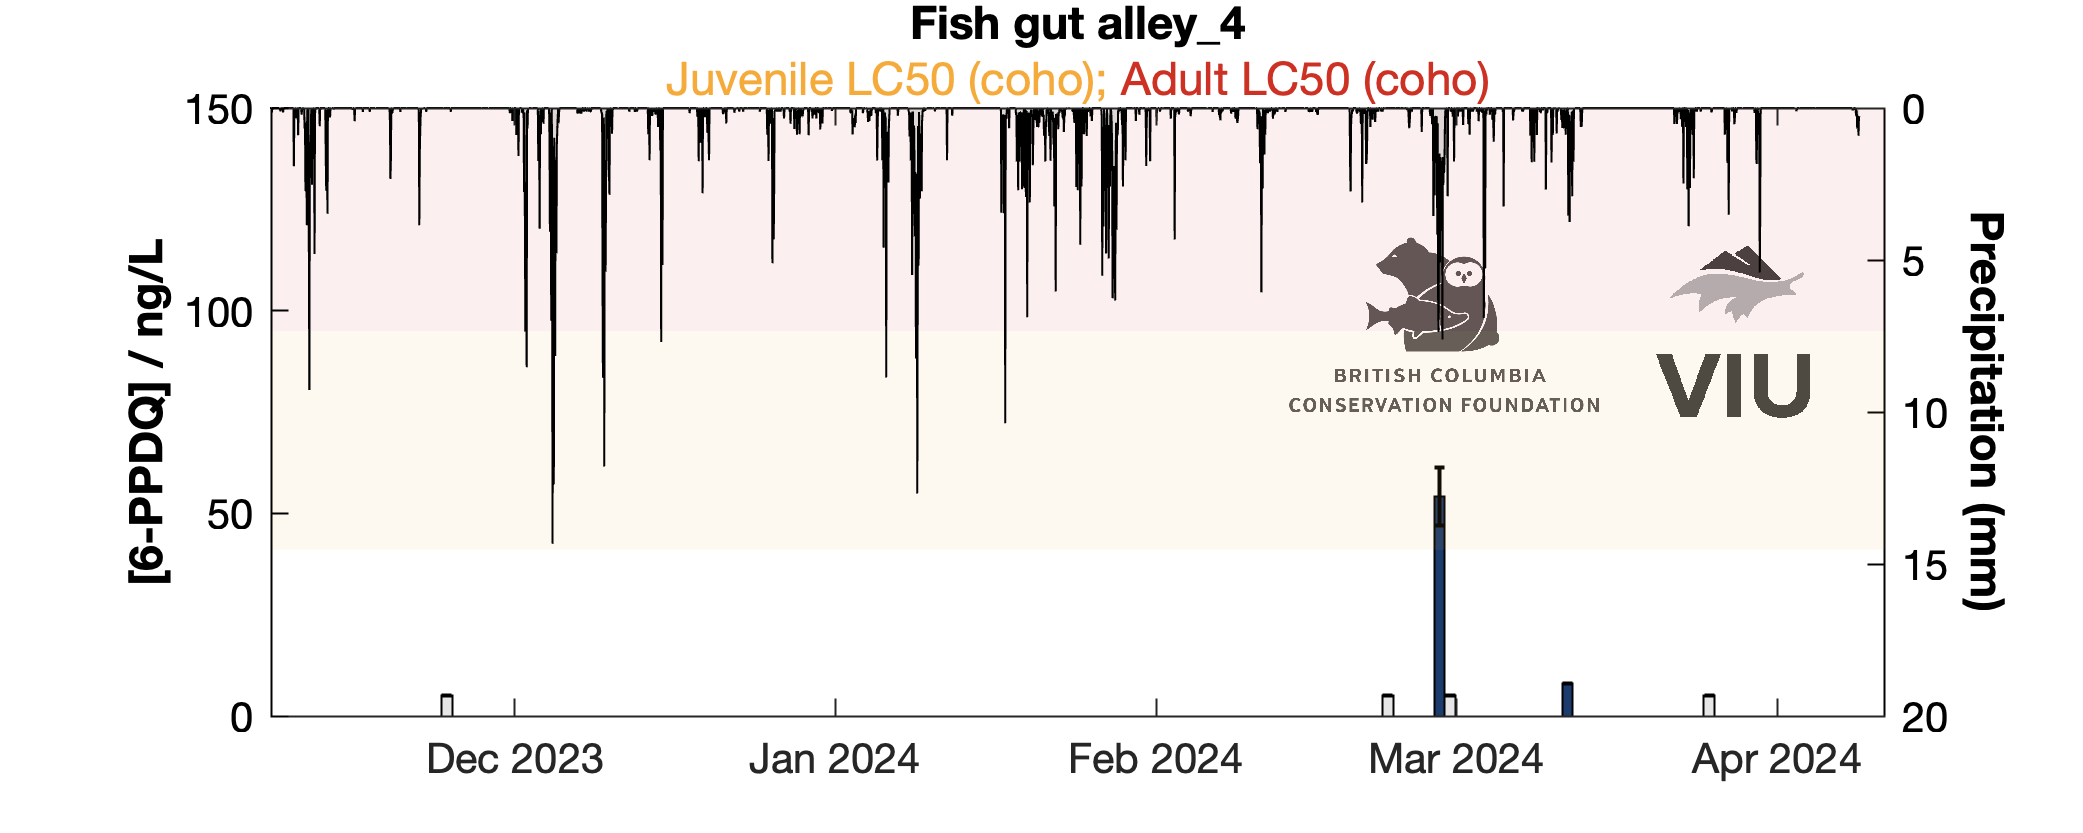 Fish gut alley_4
Juvenile LC50 (coho); Adult LC50 (coho)
150
100
50
0
[6-PPDQ] / ng/L
0
5
10
15
20
Precipitation (mm)
BRITISH COLUMBIA
CONSERVATION FOUNDATION
VIU
Dec 2023
Jan 2024
Feb 2024
Mar 2024
Apr 2024